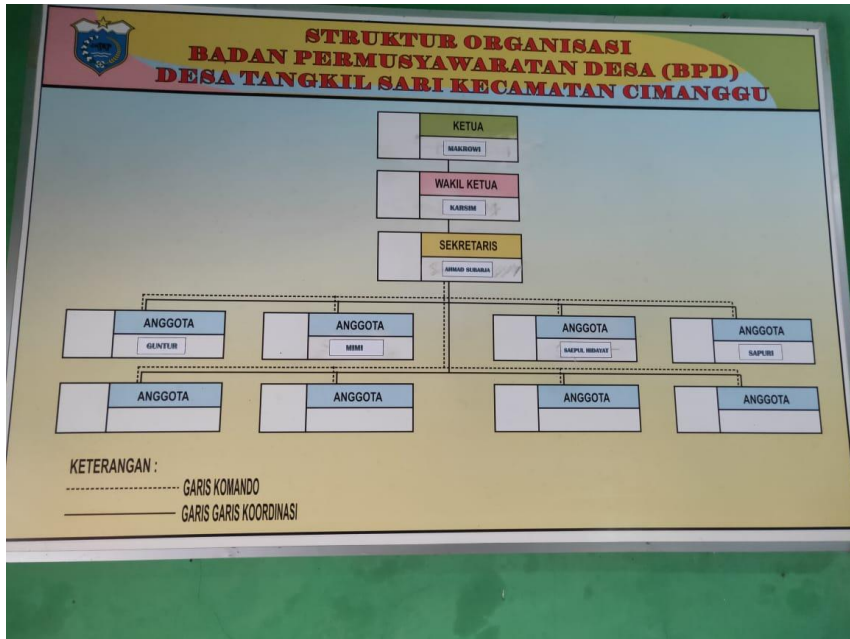 STRUKTUR ORGANISASI
BADAN PERMUSYAWARATAN DESA (BPD)
DESA TANGKIL SARI KECAMATAN CIMANGGU
KETUA
MAKROWI
WAKIL KETUA
KARSIM
SEKRETARIS
AHMAD SUBARJA
ANGGOTA ANGGOTA ANGGOTA ANGGOTA
GUNTUR MIMI SAEPUL HIDAYAT SAPURI
ANGGOTA ANGGOTA ANGGOTA ANGGOTA
KETERANGAN :
GARIS KOMANDO
GARIS GARIS KOORDINASI